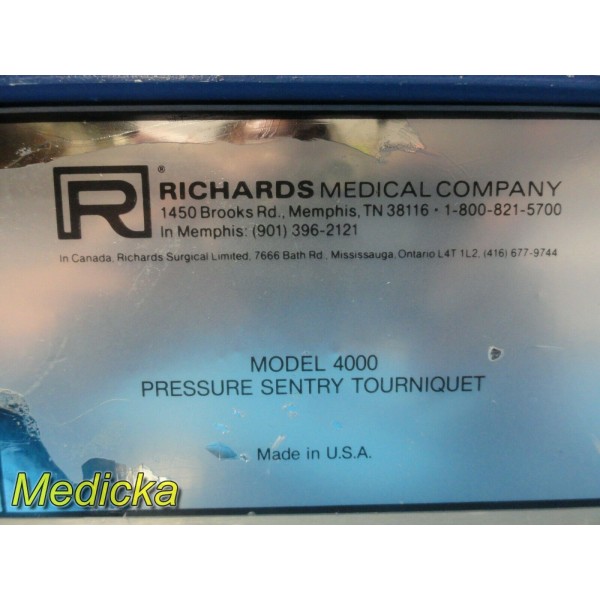 R ® RICHARDS MEDICAL COMPANY
1450 Brooks Rd., Memphis, TN 38116 • 1-800-821-5700
In Memphis: (901) 396-2121
In Canada, Richards Surgical Limited, 7666 Bath Rd., Mississauga, Ontario L4T 1L2, (416) 677-9744
MODEL 4000
PRESSURE SENTRY TOURNIQUET
Made in U.S.A.
Medicka